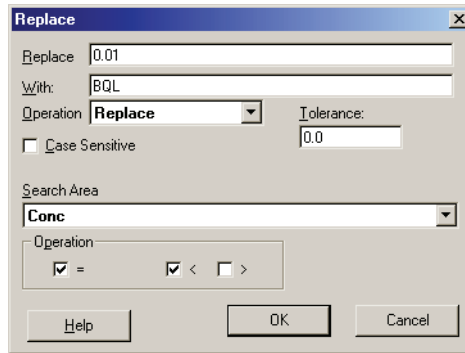 Replace
Replace 0.01
With: BQL
Operation Replace Tolerance:
Case Sensitive 0.0
Search Area
Conc
Operation
= < >
Help OK Cancel